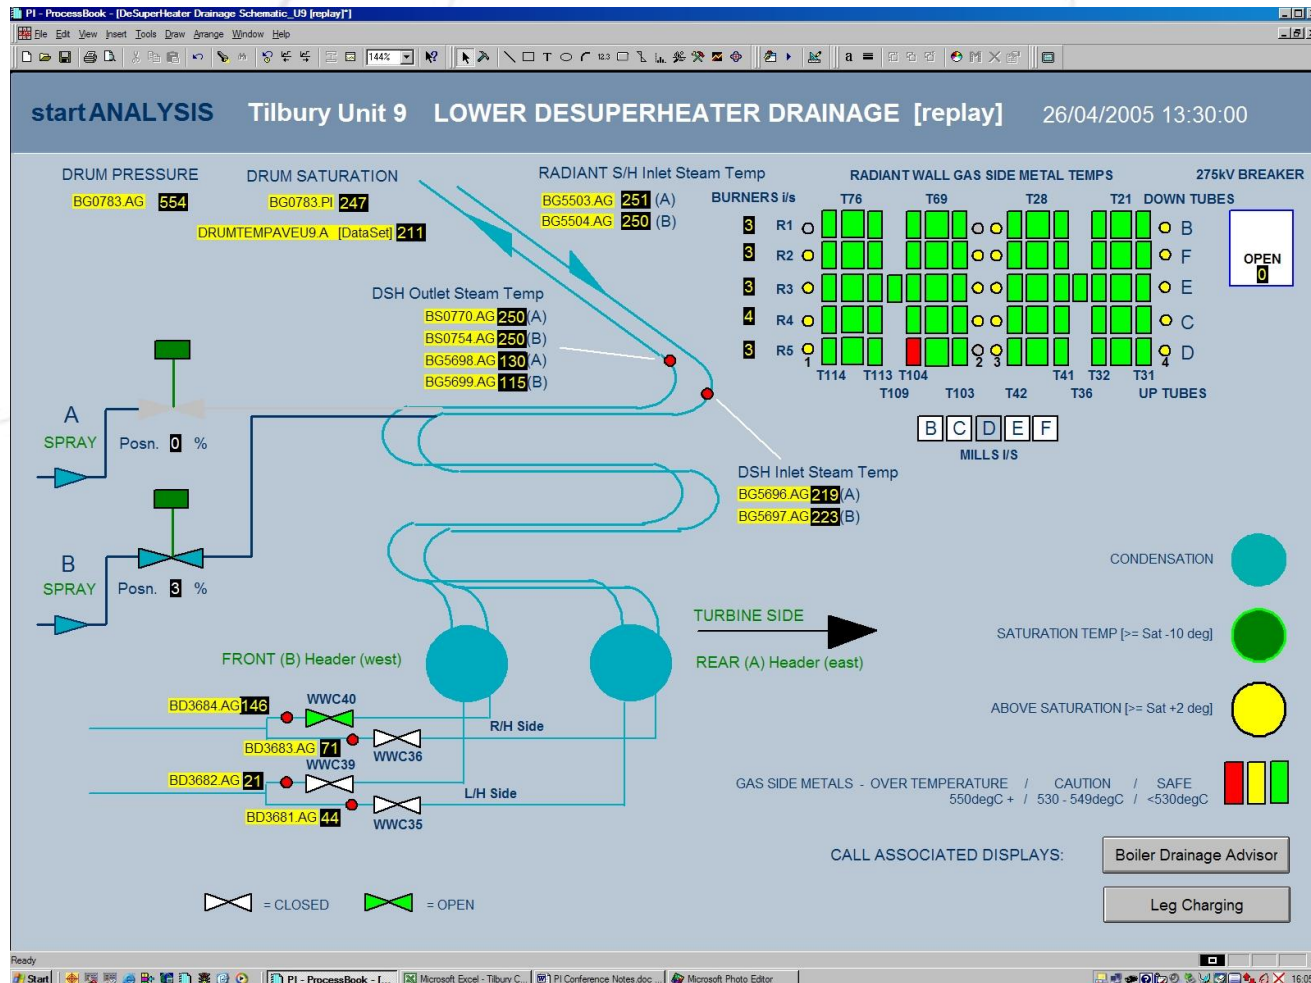 PI - ProcessBook - [DeSuperHeater Drainage Schematic_U9 [replay]*]
File Edit View Insert Tools Draw Arrange Window Help
144%
a
startANALYSIS Tilbury Unit 9 LOWER DESUPERHEATER DRAINAGE [replay] 26/04/2005 13:30:00
DRUM PRESSURE
BG0783.AG 554
DRUM SATURATION
BG0783.PI 247
DRUMTEMPAVEU9.A [DataSet] 211
RADIANT S/H Inlet Steam Temp
BG5503.AG 251 (A)
BG5504.AG 250 (B)
BURNERS i/s
RADIANT WALL GAS SIDE METAL TEMPS
275kV BREAKER
T76 T69 T28 T21 DOWN TUBES
3 R1 B
3 R2 F
3 R3 E
4 R4 C
3 R5 D
1 2 3 4
T114 T113 T104 T41 T32 T31
T109 T103 T42 T36 UP TUBES
OPEN
0
B C D E F
MILLS I/S
DSH Outlet Steam Temp
BS0770.AG 250 (A)
BS0754.AG 250 (B)
BG5698.AG 130 (A)
BG5699.AG 115 (B)
A
SPRAY Posn. 0 %
DSH Inlet Steam Temp
BG5696.AG 219 (A)
BG5697.AG 223 (B)
B
SPRAY Posn. 3 %
CONDENSATION
SATURATION TEMP [>= Sat -10 deg]
ABOVE SATURATION [>= Sat +2 deg]
TURBINE SIDE
FRONT (B) Header (west)
REAR (A) Header (east)
BD3684.AG 146
WWC40
R/H Side
BD3683.AG 71
WWC36
WWC39
BD3682.AG 21
L/H Side
BD3681.AG 44
WWC35
GAS SIDE METALS - OVER TEMPERATURE / CAUTION / SAFE
550degC + / 530 - 549degC / <530degC
CALL ASSOCIATED DISPLAYS:
Boiler Drainage Advisor
Leg Charging
= CLOSED
= OPEN
Ready
Start
PI - ProcessBook - [...
Microsoft Excel - Tilbury C...
PI Conference Notes.doc ...
Microsoft Photo Editor
16:05